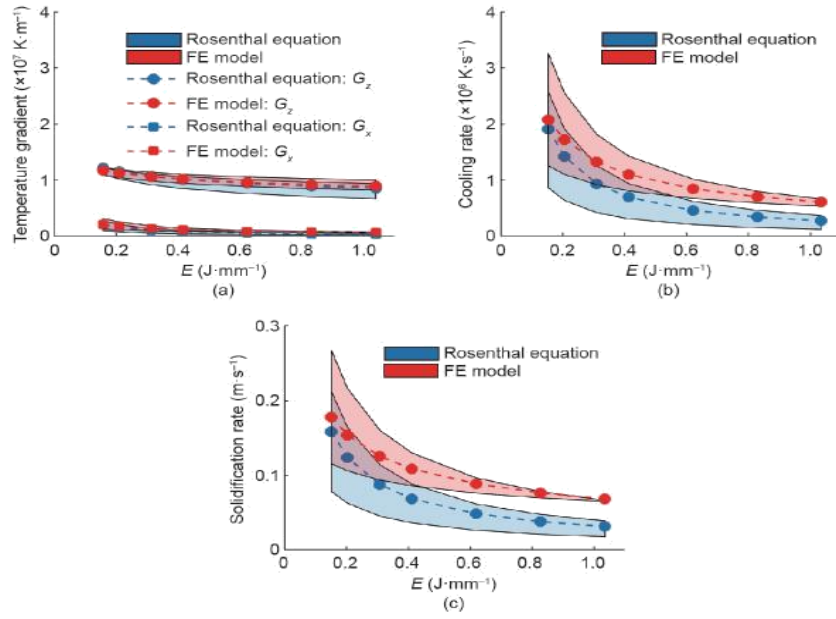 4
3
2
1
0
Temperature gradient (×10⁷ K·m⁻¹)
Rosenthal equation
FE model
Rosenthal equation: G_z
FE model: G_z
Rosenthal equation: G_x
FE model: G_x
0 0.2 0.4 0.6 0.8 1.0
E (J·mm⁻¹)
(a)
4
3
2
1
0
Cooling rate (×10⁶ K·s⁻¹)
Rosenthal equation
FE model
0 0.2 0.4 0.6 0.8 1.0
E (J·mm⁻¹)
(b)
0.3
0.2
0.1
0
Solidification rate (m·s⁻¹)
Rosenthal equation
FE model
0 0.2 0.4 0.6 0.8 1.0
E (J·mm⁻¹)
(c)